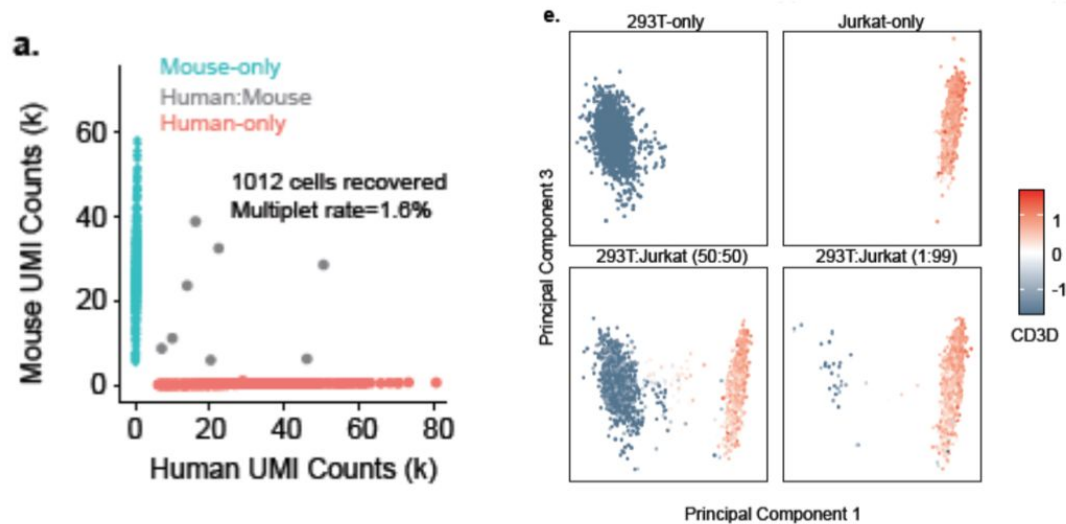 a.
Mouse-only
Human:Mouse
Human-only
1012 cells recovered
Multiplet rate=1.6%
Mouse UMI Counts (k)
60
40
20
0
0 20 40 60 80
Human UMI Counts (k)
e.
293T-only Jurkat-only
293T:Jurkat (50:50) 293T:Jurkat (1:99)
Principal Component 3
Principal Component 1
1
0
-1
CD3D